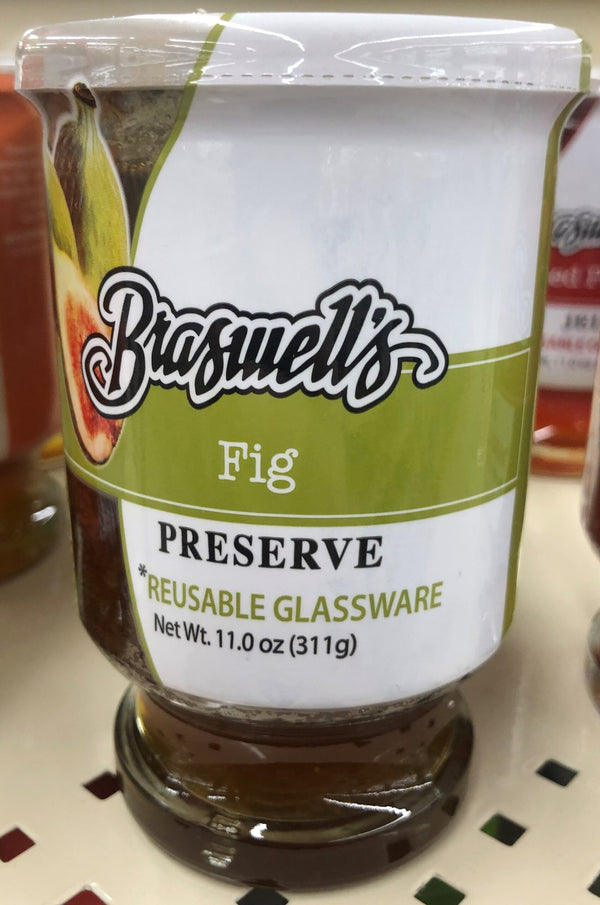 Braswell's
Fig
PRESERVE
*REUSABLE GLASSWARE
Net Wt. 11.0 oz (311g)